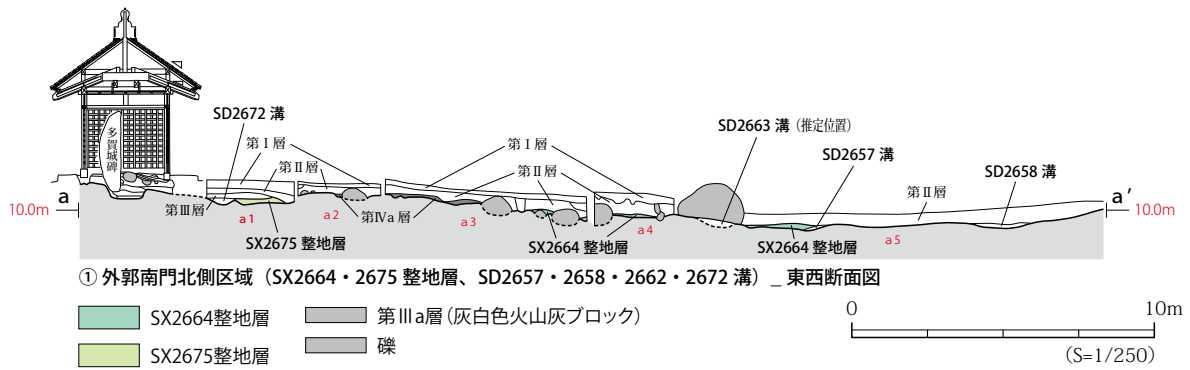 SD2672 溝
第Ⅰ層
第Ⅱ層
多賀城碑
第Ⅰ層
第Ⅱ層
SD2663 溝（推定位置）
SD2657 溝
SD2658 溝
第Ⅱ層
a
a’
10.0m
10.0m
第Ⅲ層
a1
a2
第Ⅳa 層
a3
a4
a5
SX2675 整地層
SX2664 整地層
SX2664 整地層
① 外郭南門北側区域（SX2664・2675 整地層、SD2657・2658・2662・2672 溝）_ 東西断面図
SX2664整地層
第Ⅲa層（灰白色火山灰ブロック）
SX2675整地層
礫
0
10m
(S=1/250)